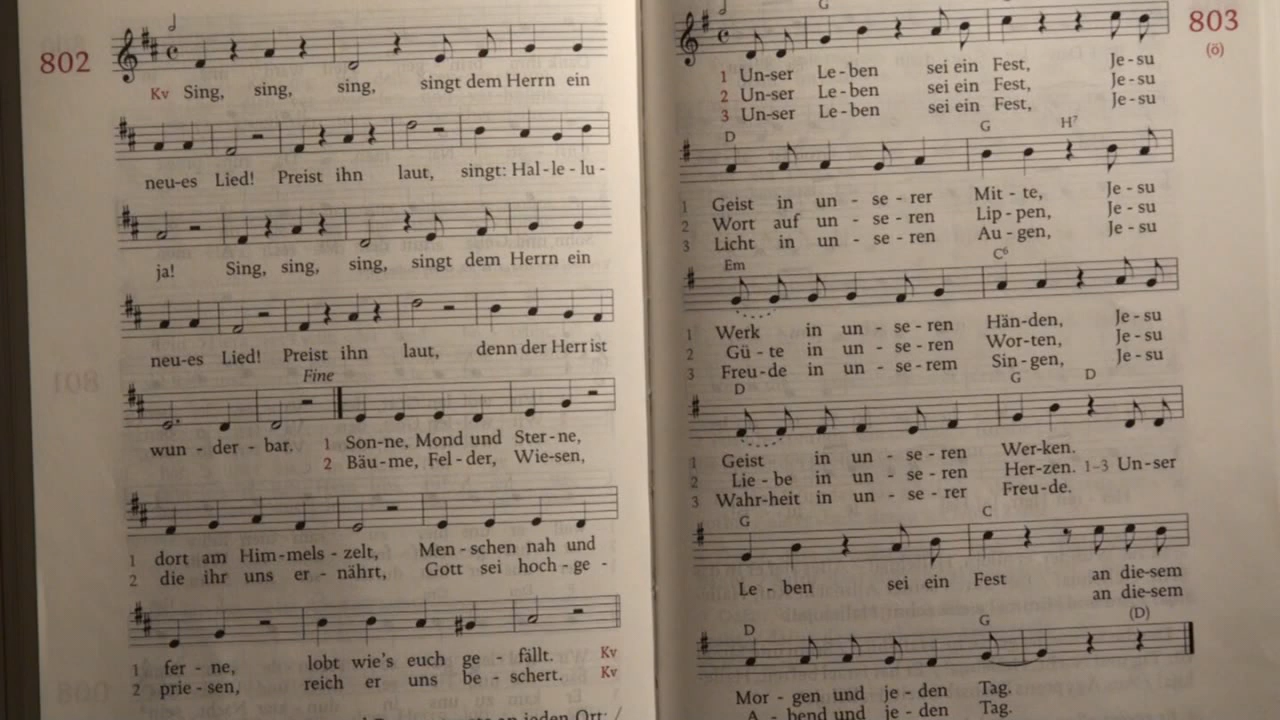 802
Kv Sing, sing, sing, singt dem Herrn ein
neu-es Lied! Preist ihn laut, singt: Hal-le-lu-
ja! Sing, sing, sing, singt dem Herrn ein
neu-es Lied! Preist ihn laut, denn der Herr ist
Fine
wun-der-bar. 1 Son-ne, Mond und Ster-ne,
2 Bäu-me, Fel-der, Wiesen,
1 dort am Him-mels-zelt, Men-schen nah und
2 die ihr uns er-nährt, Gott sei hoch-ge-
1 fer-ne, lobt wie's euch ge-fällt. Kv
2 prie-sen, reich er uns be-schert. Kv
an jeden Ort: /
803
(ö)
G
1 Un-ser Le-ben sei ein Fest, Je-su
2 Un-ser Le-ben sei ein Fest, Je-su
3 Un-ser Le-ben sei ein Fest, Je-su
D G H7
1 Geist in un-se-rer Mit-te, Je-su
2 Wort auf un-se-ren Lip-pen, Je-su
3 Licht in un-se-ren Au-gen, Je-su
Em C6
1 Werk in un-se-ren Hän-den, Je-su
2 Gü-te in un-se-ren Wor-ten, Je-su
3 Freu-de in un-se-rem Sin-gen, Je-su
D G D
1 Geist in un-se-ren Wer-ken.
2 Lie-be in un-se-ren Her-zen. 1–3 Un-ser
3 Wahr-heit in un-se-rer Freu-de.
G C
Le-ben sei ein Fest an die-sem
an die-sem
D G (D)
Mor-gen und je-den Tag.
A-bend und je-den Tag.